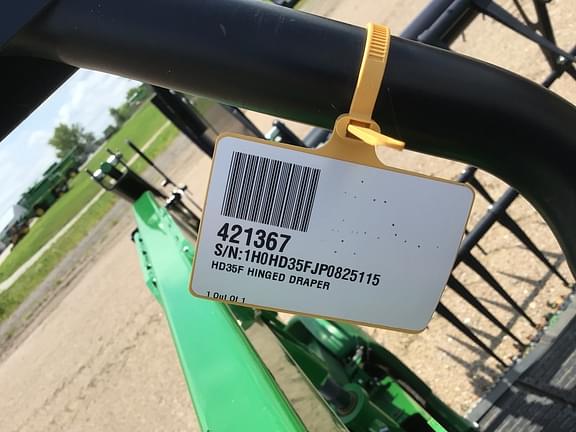 421367
S/N:1H0HD35FJP0825115
HD35F HINGED DRAPER
1 Out Of 1